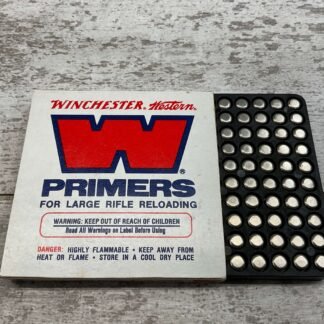 WINCHESTER. Western.
W®
PRIMERS
FOR LARGE RIFLE RELOADING
WARNING: KEEP OUT OF REACH OF CHILDREN
Read All Warnings on Label Before Using
DANGER: HIGHLY FLAMMABLE • KEEP AWAY FROM
HEAT OR FLAME • STORE IN A COOL DRY PLACE